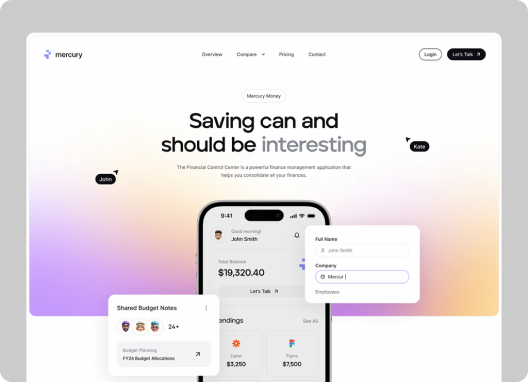 mercury
Overview
Compare
Pricing
Contact
Login
Let's Talk
Mercury Money
Saving can and
should be interesting
Kate
John
The Financial Control Center is a powerful finance management application that
helps you consolidate all your finances.
9:41
Good morning!
John Smith
Total Balance
$19,320.40
Let's Talk
endings
See All
Zapier
$3,250
Figma
$7,500
Full Name
John Smith
Company
Mercur
Employees
Shared Budget Notes
24+
Budget Planning
FY24 Budget Allocations